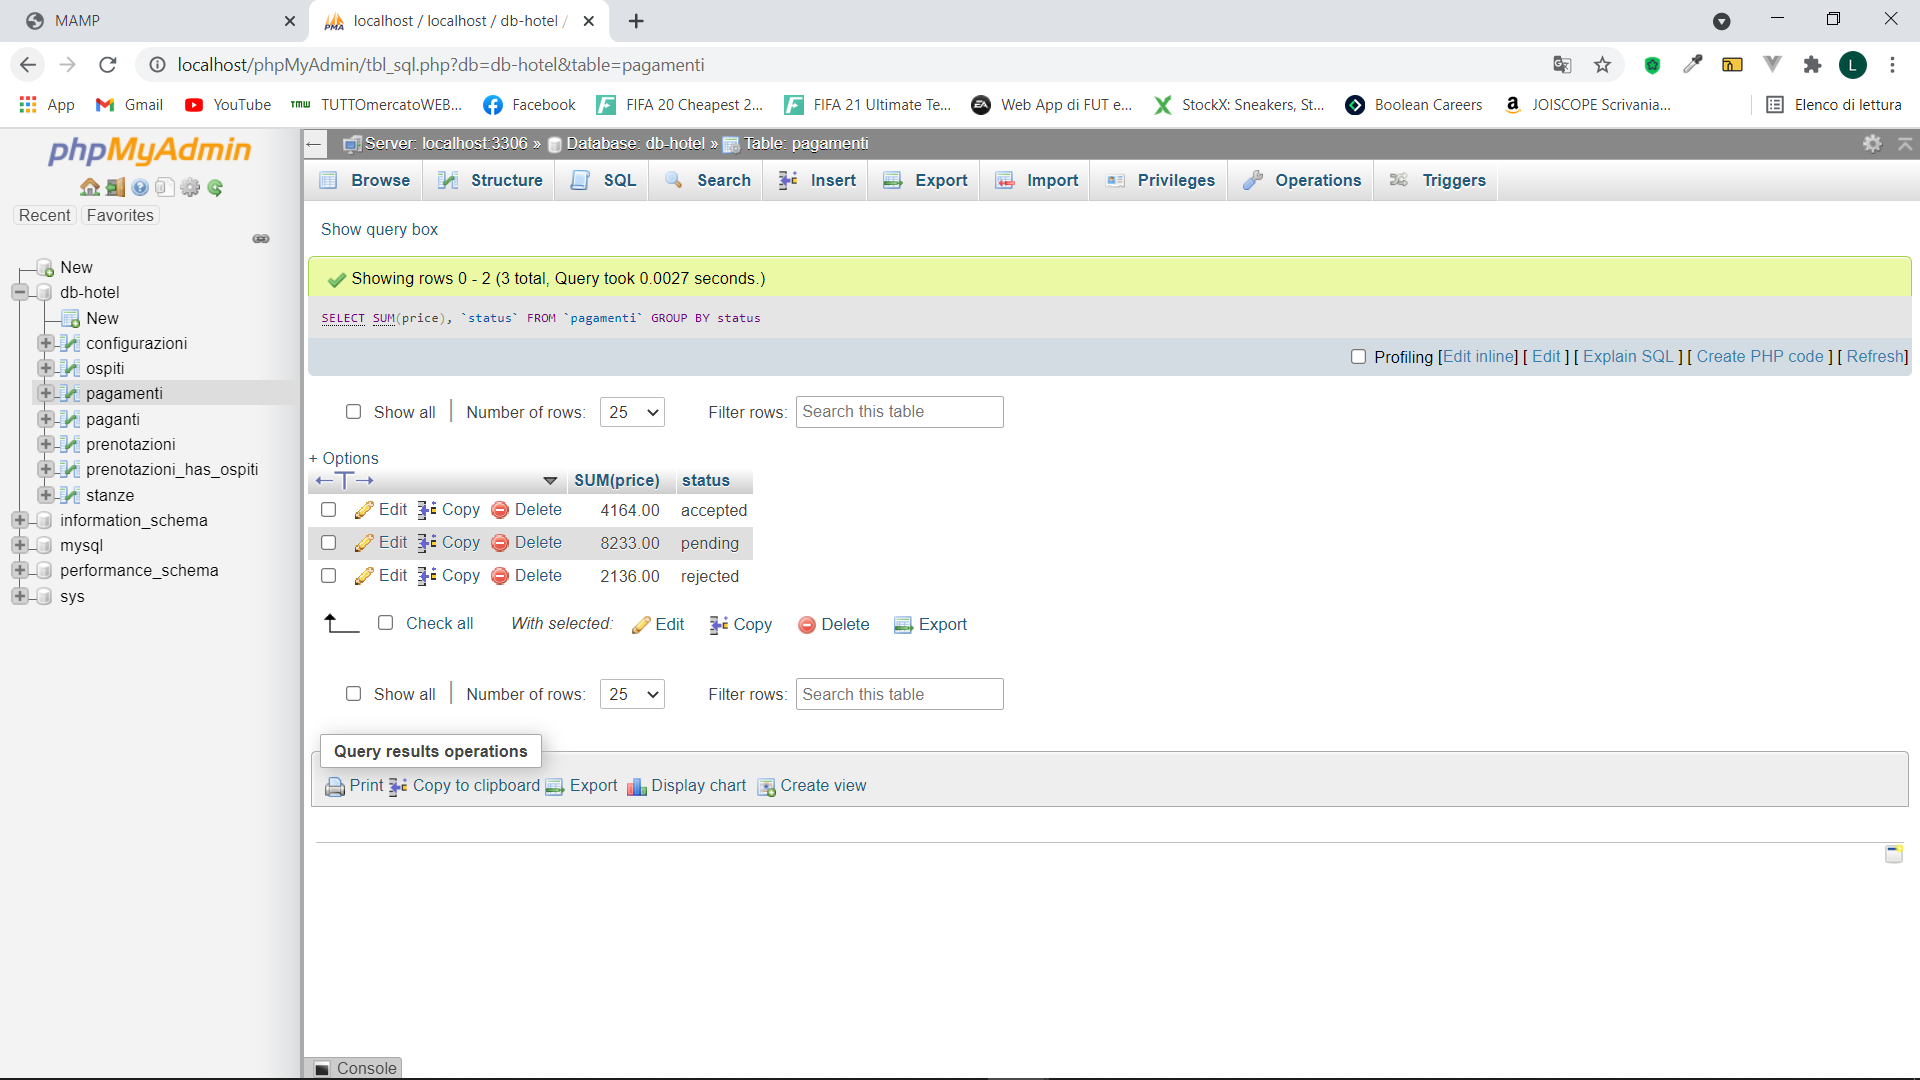 MAMP
localhost / localhost / db-hotel /
localhost/phpMyAdmin/tbl_sql.php?db=db-hotel&table=pagamenti
L
App Gmail YouTube TMW TUTTOmercatoWEB... Facebook FIFA 20 Cheapest 2... FIFA 21 Ultimate Te... Web App di FUT e... StockX: Sneakers, St... Boolean Careers JOISCOPE Scrivania... Elenco di lettura
phpMyAdmin
Recent Favorites
New
db-hotel
New
configurazioni
ospiti
pagamenti
paganti
prenotazioni
prenotazioni_has_ospiti
stanze
information_schema
mysql
performance_schema
sys
Server: localhost:3306 » Database: db-hotel » Table: pagamenti
Browse Structure SQL Search Insert Export Import Privileges Operations Triggers
Show query box
Showing rows 0 - 2 (3 total, Query took 0.0027 seconds.)
SELECT SUM(price), `status` FROM `pagamenti` GROUP BY status
Profiling [Edit inline] [ Edit ] [ Explain SQL ] [ Create PHP code ] [ Refresh]
Show all Number of rows: 25 Filter rows: Search this table
+ Options
SUM(price) status
Edit Copy Delete 4164.00 accepted
Edit Copy Delete 8233.00 pending
Edit Copy Delete 2136.00 rejected
Check all With selected: Edit Copy Delete Export
Show all Number of rows: 25 Filter rows: Search this table
Query results operations
Print Copy to clipboard Export Display chart Create view
Console